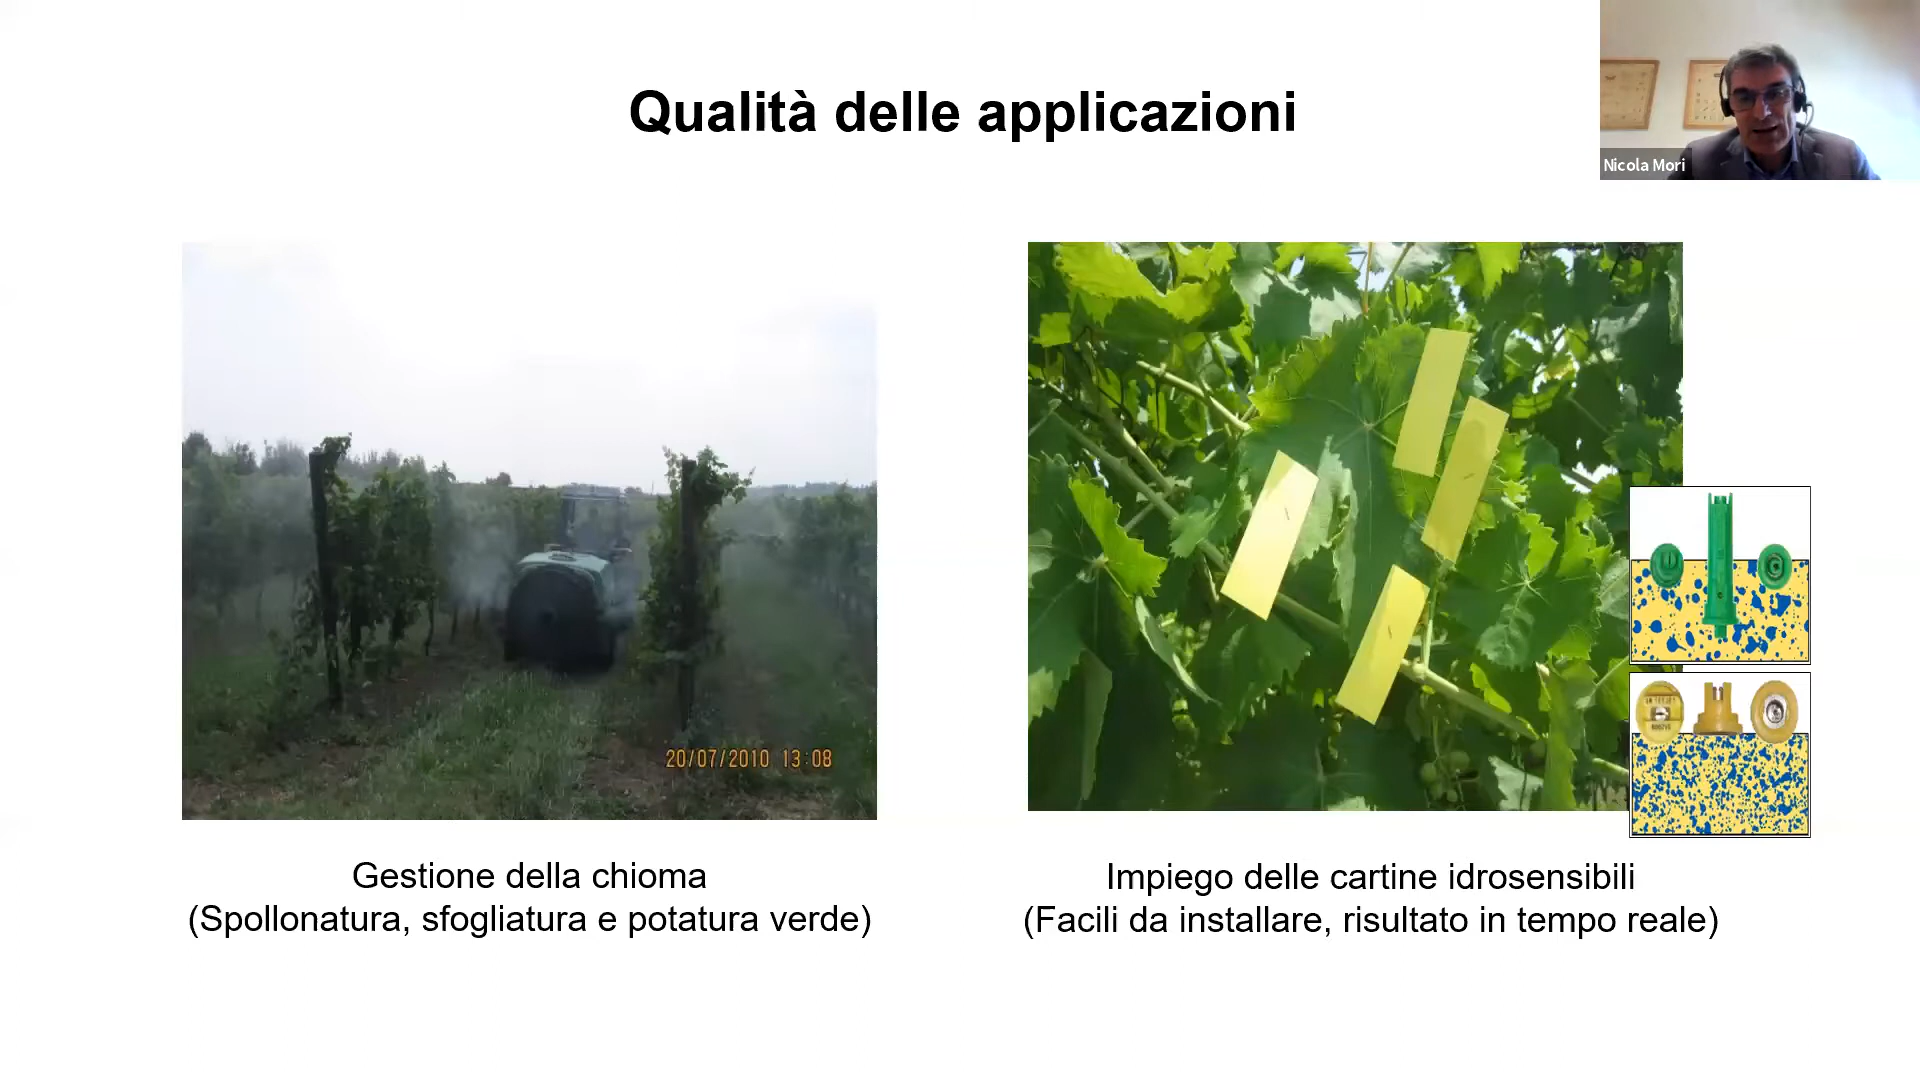 Qualità delle applicazioni
Nicola Mori
20/07/2010 13:08
Gestione della chioma
(Spollonatura, sfogliatura e potatura verde)
Impiego delle cartine idrosensibili
(Facili da installare, risultato in tempo reale)